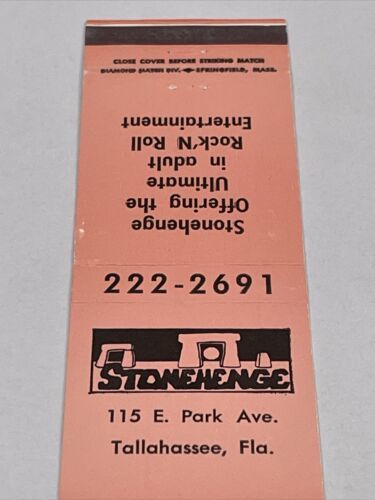 CLOSE COVER BEFORE STRIKING MATCH
DIAMOND MATCH DIV. SPRINGFIELD, MASS.
Stonehenge
Offering the
Ultimate
in adult
Rock'N Roll
Entertainment
222-2691
STONEHENGE
115 E. Park Ave.
Tallahassee, Fla.